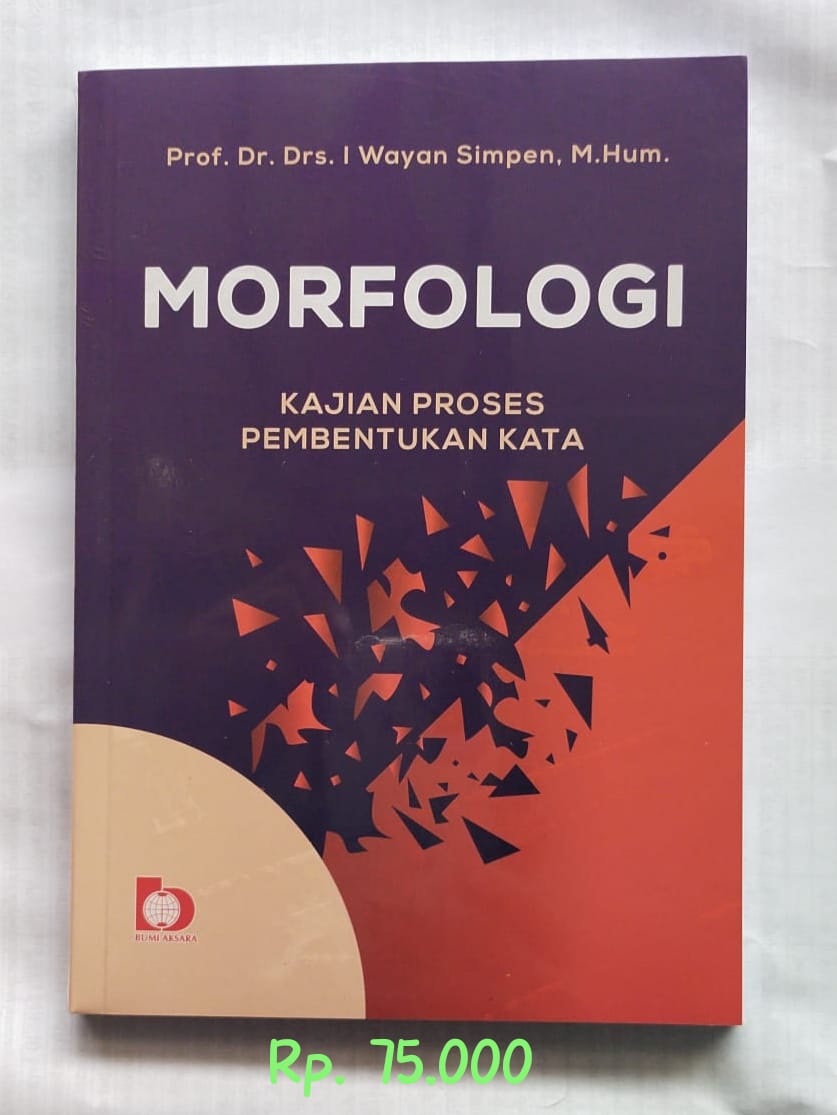 Prof. Dr. Drs. I Wayan Simpen, M.Hum.
MORFOLOGI
KAJIAN PROSES
PEMBENTUKAN KATA
BUMI AKSARA
Rp. 75.000